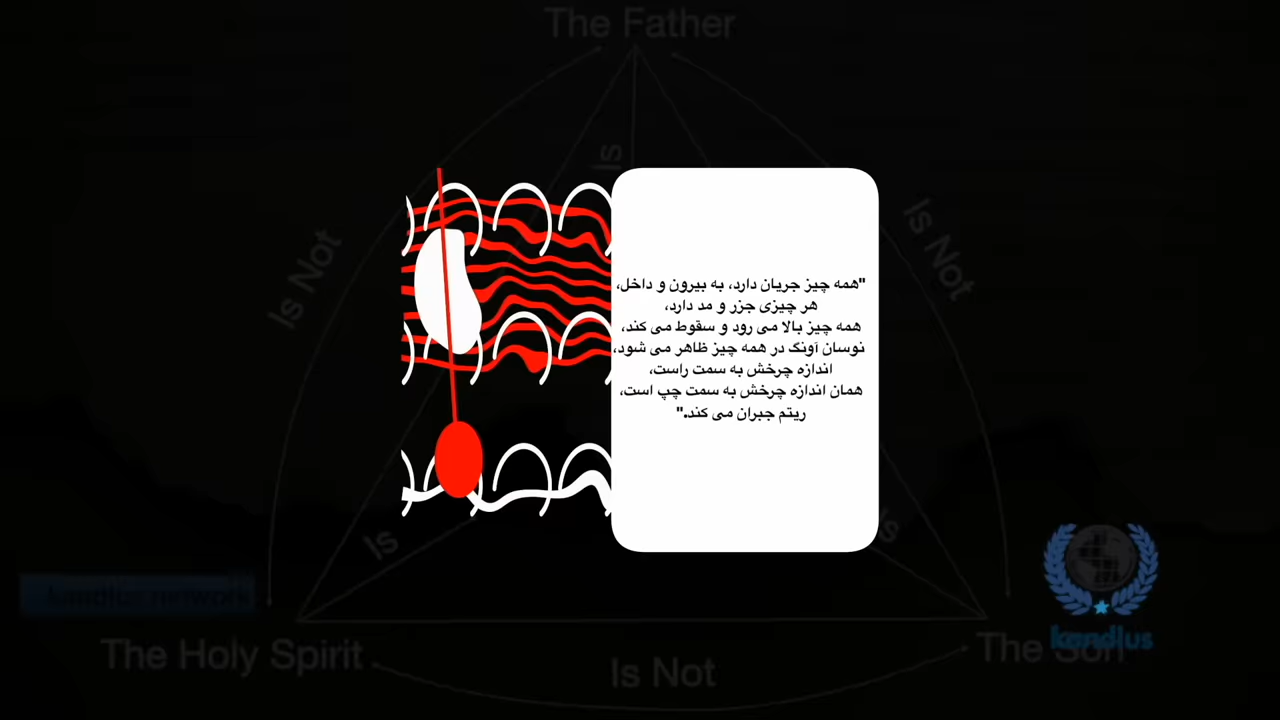 The Father
Is
Is Not
Is Not
"همه چیز جریان دارد، به بیرون و داخل،
هر چیزی جزر و مد دارد،
همه چیز بالا می رود و سقوط می کند،
نوسان آونگ در همه چیز ظاهر می شود،
اندازه چرخش به سمت راست،
همان اندازه چرخش به سمت چپ است،
ریتم جبران می کند."
Is
Is
kandlus network
kandlus
The Holy Spirit
Is Not
The Son